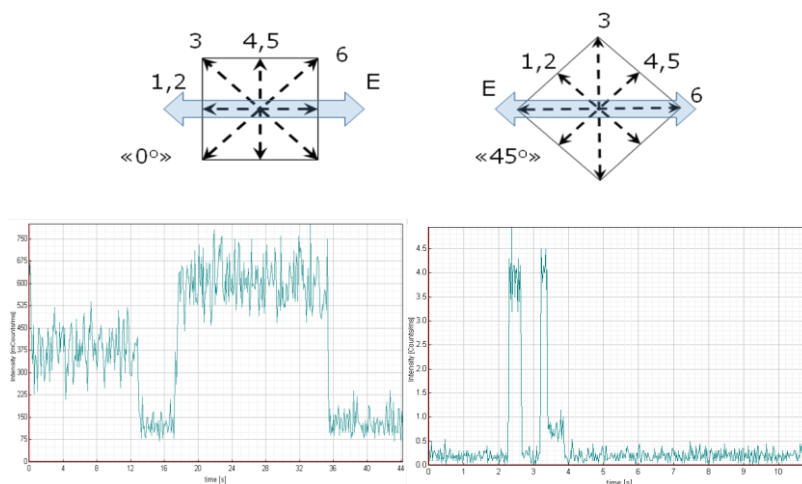 3 4,5 6
1,2 E
«0º»
3
1,2 4,5
E 6
«45º»
Intensity [mCounts/ms]
750
675
600
525
450
375
300
225
150
75
0
0 4 8 12 16 20 24 28 32 36 40 44
time [s]
Intensity [Counts/ms]
4.5
4.0
3.5
3.0
2.5
2.0
1.5
1.0
0.5
0.0
0 1 2 3 4 5 6 7 8 9 10
time [s]